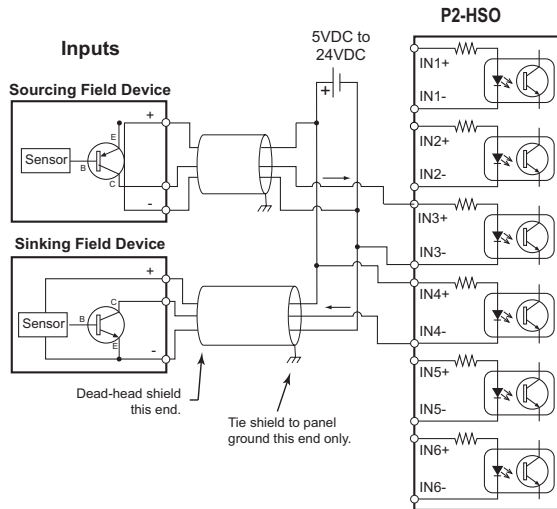 P2-HSO
5VDC to
24VDC
Inputs
+
Sourcing Field Device
+
E
Sensor
B
C
-
Sinking Field Device
+
C
Sensor
B
E
-
Dead-head shield
this end.
Tie shield to panel
ground this end only.
IN1+
IN1-
IN2+
IN2-
IN3+
IN3-
IN4+
IN4-
IN5+
IN5-
IN6+
IN6-